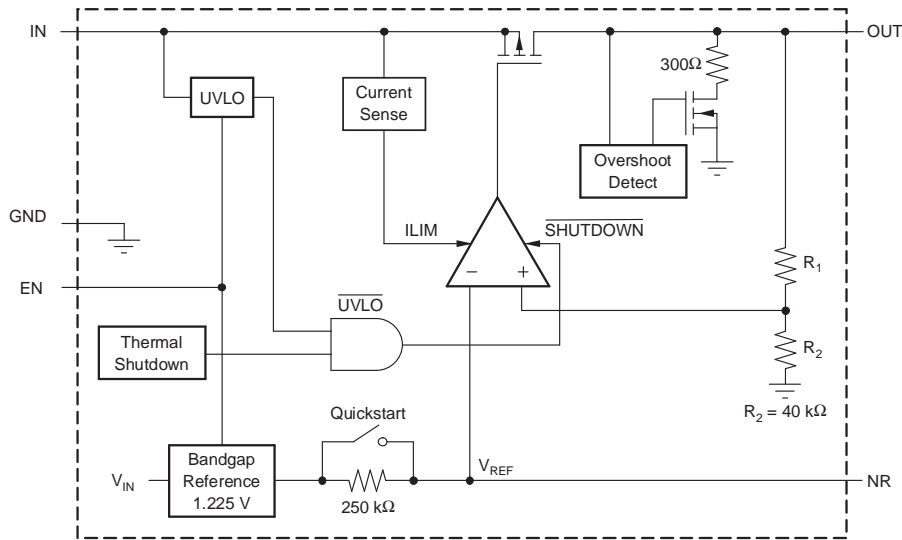 IN
OUT
300Ω
UVLO
Current
Sense
Overshoot
Detect
GND
ILIM
SHUTDOWN
R1
EN
− +
UVLO
Thermal
Shutdown
R2
R2 = 40 kΩ
Quickstart
VIN
Bandgap
Reference
1.225 V
VREF
NR
250 kΩ